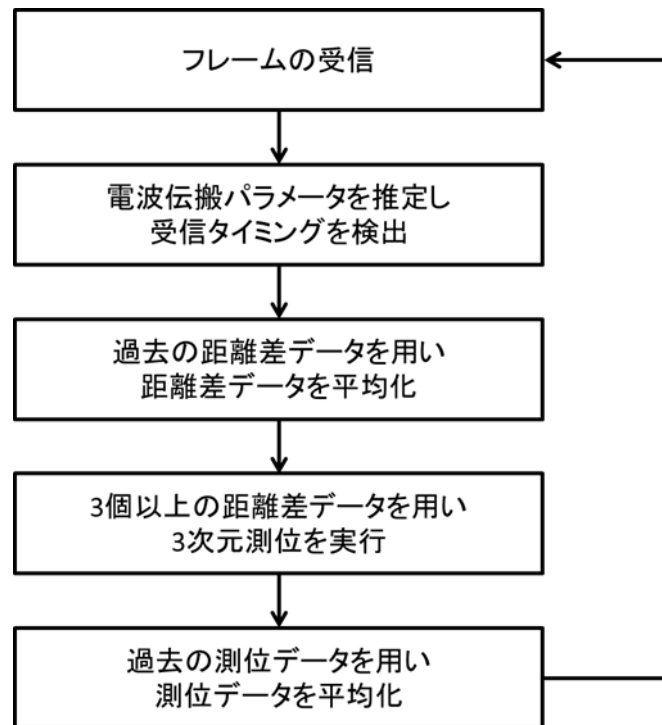 フレームの受信
電波伝搬パラメータを推定し
受信タイミングを検出
過去の距離差データを用い
距離差データを平均化
3個以上の距離差データを用い
3次元測位を実行
過去の測位データを用い
測位データを平均化